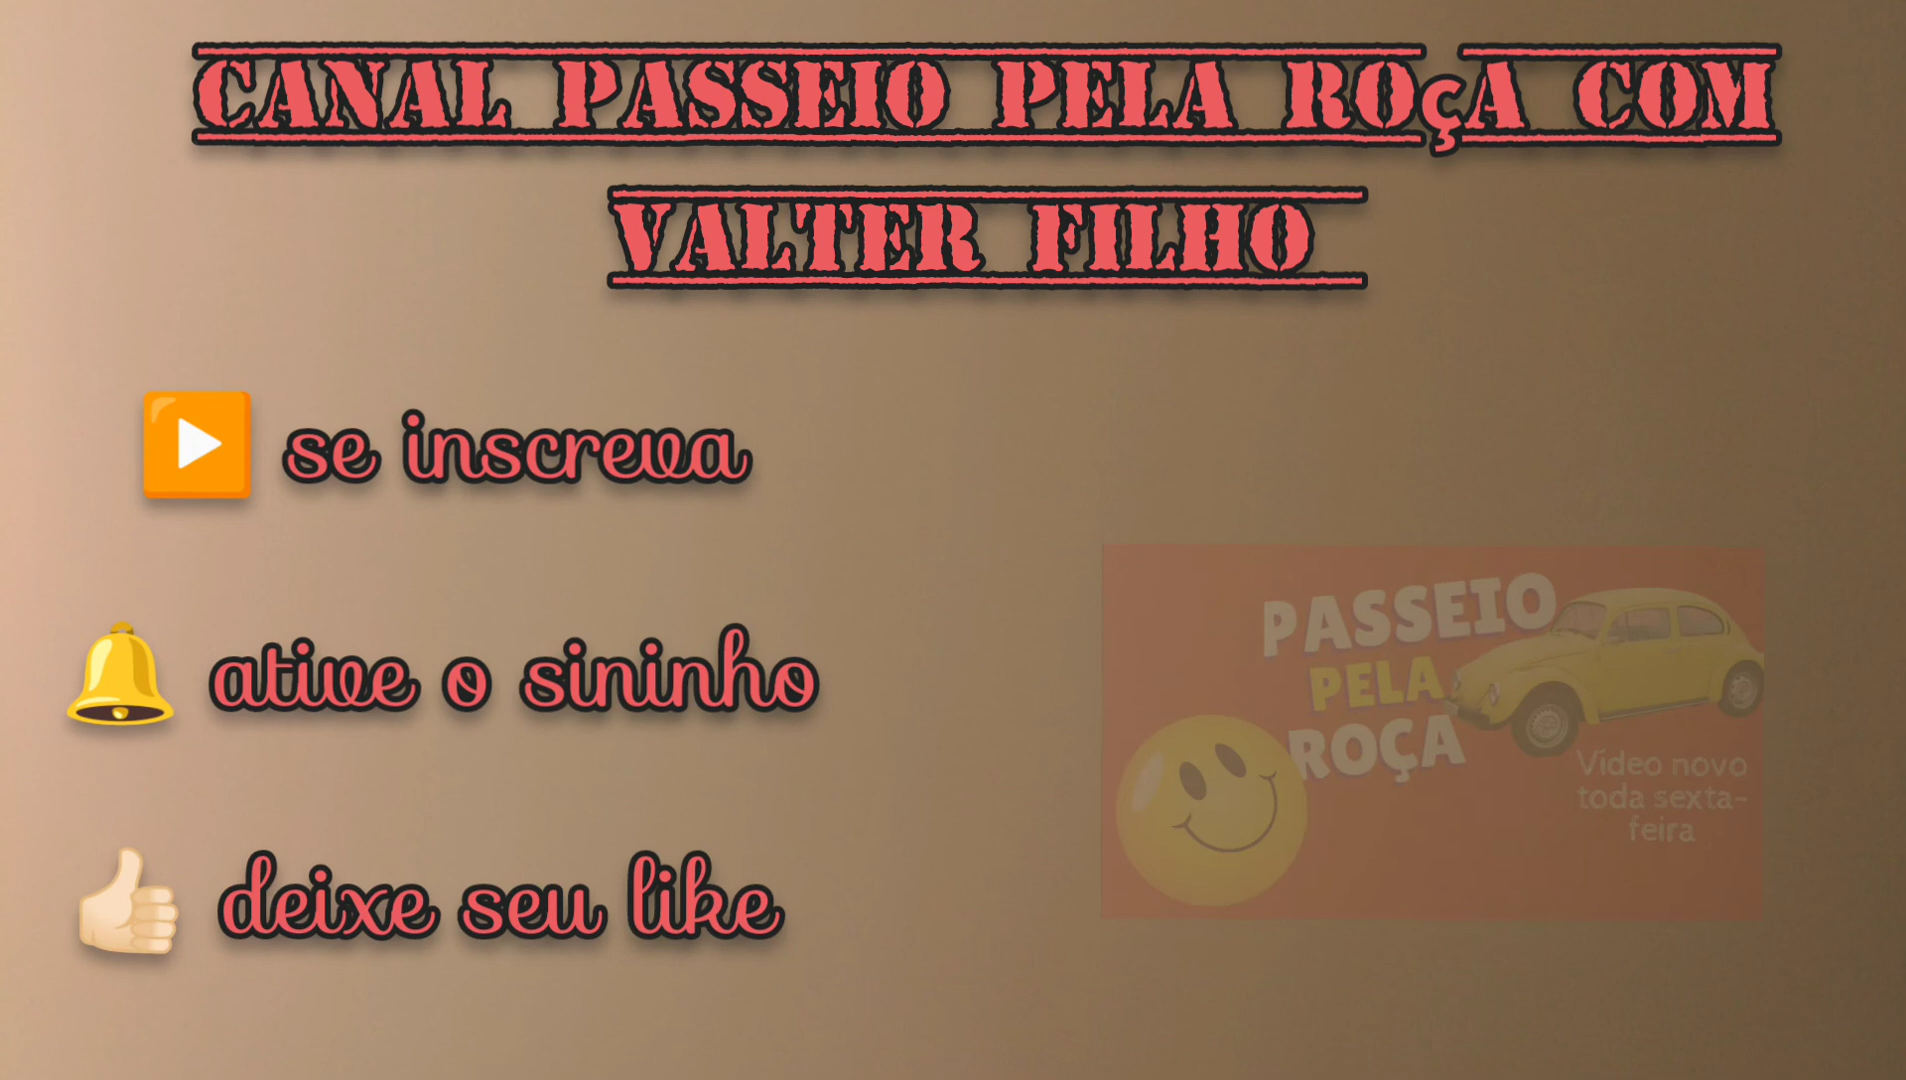 CANAL PASSEIO PELA ROçA COM
VALTER FILHO
se inscreva
ative o sininho
deixe seu like
PASSEIO
PELA
ROÇA
Vídeo novo
toda sexta-
feira